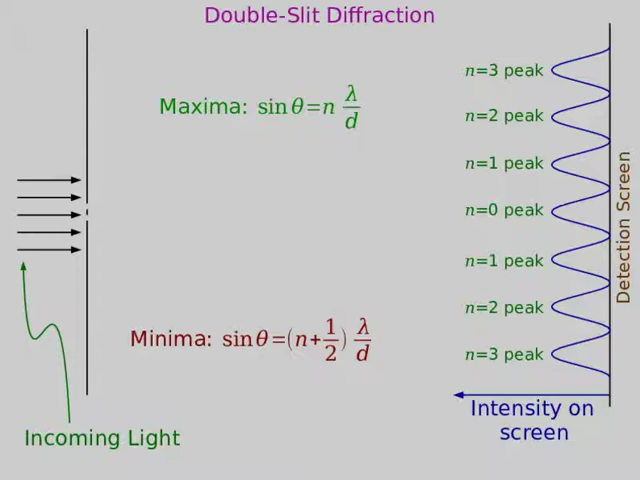 Double-Slit Diffraction
n=3 peak
Maxima: sin θ = n λ/d
n=2 peak
n=1 peak
n=0 peak
n=1 peak
n=2 peak
Minima: sin θ = (n + 1/2) λ/d
n=3 peak
Detection Screen
Intensity on
screen
Incoming Light